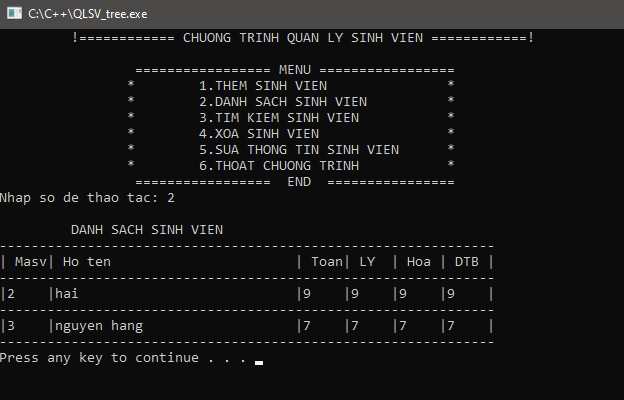 C:\C++\QLSV_tree.exe
!============ CHUONG TRINH QUAN LY SINH VIEN ============!
================= MENU =================
* 1.THEM SINH VIEN *
* 2.DANH SACH SINH VIEN *
* 3.TIM KIEM SINH VIEN *
* 4.XOA SINH VIEN *
* 5.SUA THONG TIN SINH VIEN *
* 6.THOAT CHUONG TRINH *
================= END ================
Nhap so de thao tac: 2
DANH SACH SINH VIEN
--------------------------------------------------------------
| Masv| Ho ten | Toan| LY | Hoa | DTB |
--------------------------------------------------------------
|2 |hai |9 |9 |9 |9 |
--------------------------------------------------------------
|3 |nguyen hang |7 |7 |7 |7 |
--------------------------------------------------------------
Press any key to continue . . .